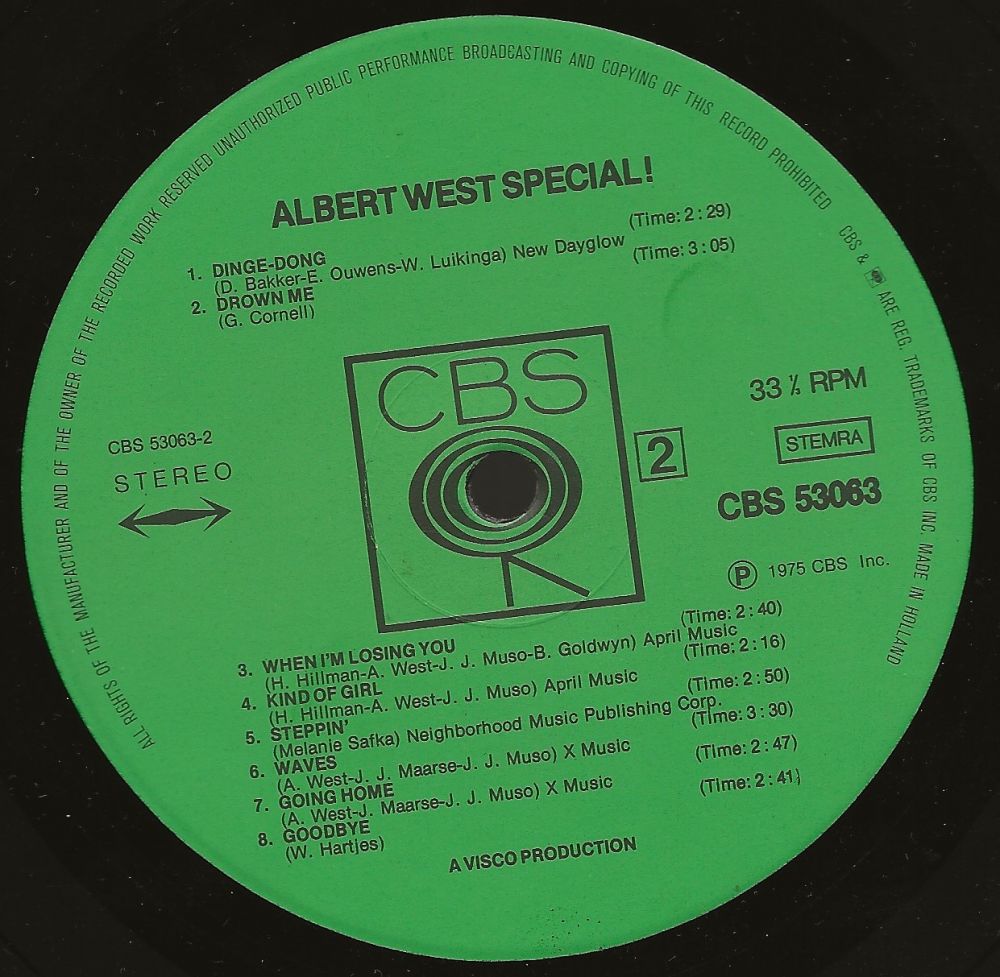 ALL RIGHTS OF THE MANUFACTURER AND OF THE OWNER OF THE RECORDED WORK RESERVED UNAUTHORIZED PUBLIC PERFORMANCE BROADCASTING AND COPYING OF THIS RECORD PROHIBITED
CBS & ARE REG. TRADEMARKS OF CBS INC. MADE IN HOLLAND
ALBERT WEST SPECIAL!
1. DINGE-DONG (Time: 2:29)
(D. Bakker-E. Ouwens-W. Luikinga) New Dayglow
2. DROWN ME (Time: 3:05)
(G. Cornell)
CBS
CBS 53063-2
STEREO
2
33⅓ RPM
STEMRA
CBS 53063
Ⓟ 1975 CBS Inc.
3. WHEN I'M LOSING YOU (Time: 2:40)
(H. Hillman-A. West-J. J. Muso-B. Goldwyn) April Music
4. KIND OF GIRL (Time: 2:16)
(H. Hillman-A. West-J. J. Muso) April Music
5. STEPPIN' (Time: 2:50)
(Melanie Safka) Neighborhood Music Publishing Corp.
6. WAVES (Time: 3:30)
(A. West-J. J. Maarse-J. J. Muso) X Music
7. GOING HOME (Time: 2:47)
(A. West-J. J. Maarse-J. J. Muso) X Music
8. GOODBYE (Time: 2:41)
(W. Hartjes)
A VISCO PRODUCTION